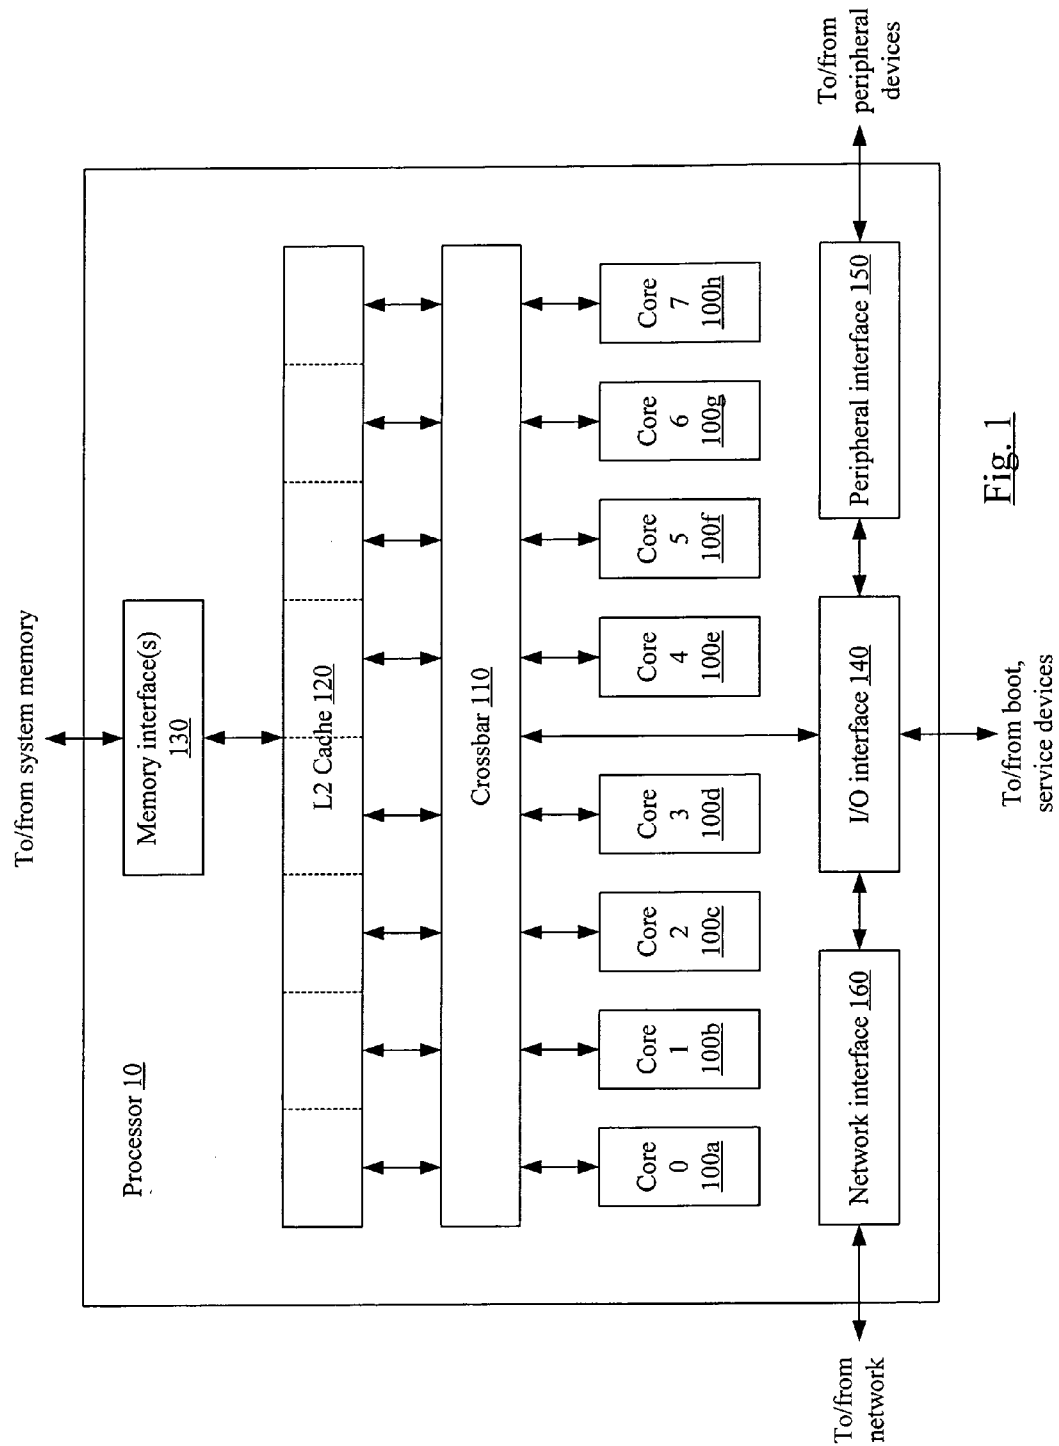 To/from system memory
Processor 10
Memory interface(s)
130
L2 Cache 120
Crossbar 110
Core
0
100a
Core
1
100b
Core
2
100c
Core
3
100d
Core
4
100e
Core
5
100f
Core
6
100g
Core
7
100h
To/from
network
Network interface 160
I/O interface 140
Peripheral interface 150
To/from
peripheral
devices
To/from boot,
service devices
Fig. 1